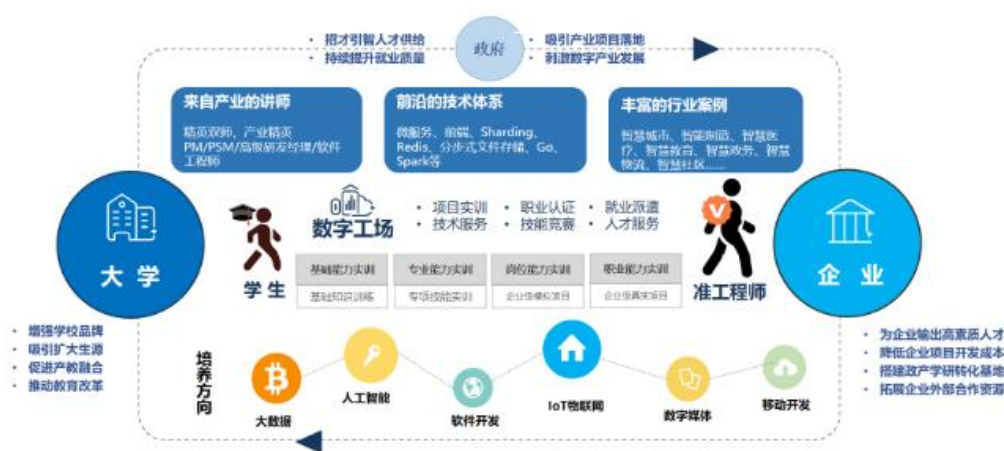 招才引智人才供给
持续提升就业质量
政府
吸引产业项目落地
刺激数字产业发展
来自产业的讲师
精英双师、产业精英
PM/PSM/高级研发经理/软件
工程师
前沿的技术体系
微服务、前端、Sharding、
Redis、分步式文件存储、Go、
Spark等
丰富的行业案例
智慧城市、智能制造、智慧医
疗、智慧教育、智慧政务、智慧
物流、智慧社区……
大学
学生
数字工场
项目实训
职业认证
就业派遣
技术服务
技能竞赛
人才服务
基础能力实训
专业能力实训
岗位能力实训
职业能力实训
基础知识训练
专项技能实训
企业级模拟项目
企业级真实项目
准工程师
企业
增强学校品牌
吸引扩大生源
促进产教融合
推动教育改革
为企业输出高素质人才
降低企业项目开发成本
搭建政产学研转化基地
拓展企业外部合作资源
培养方向
大数据
人工智能
软件开发
IoT物联网
数字媒体
移动开发